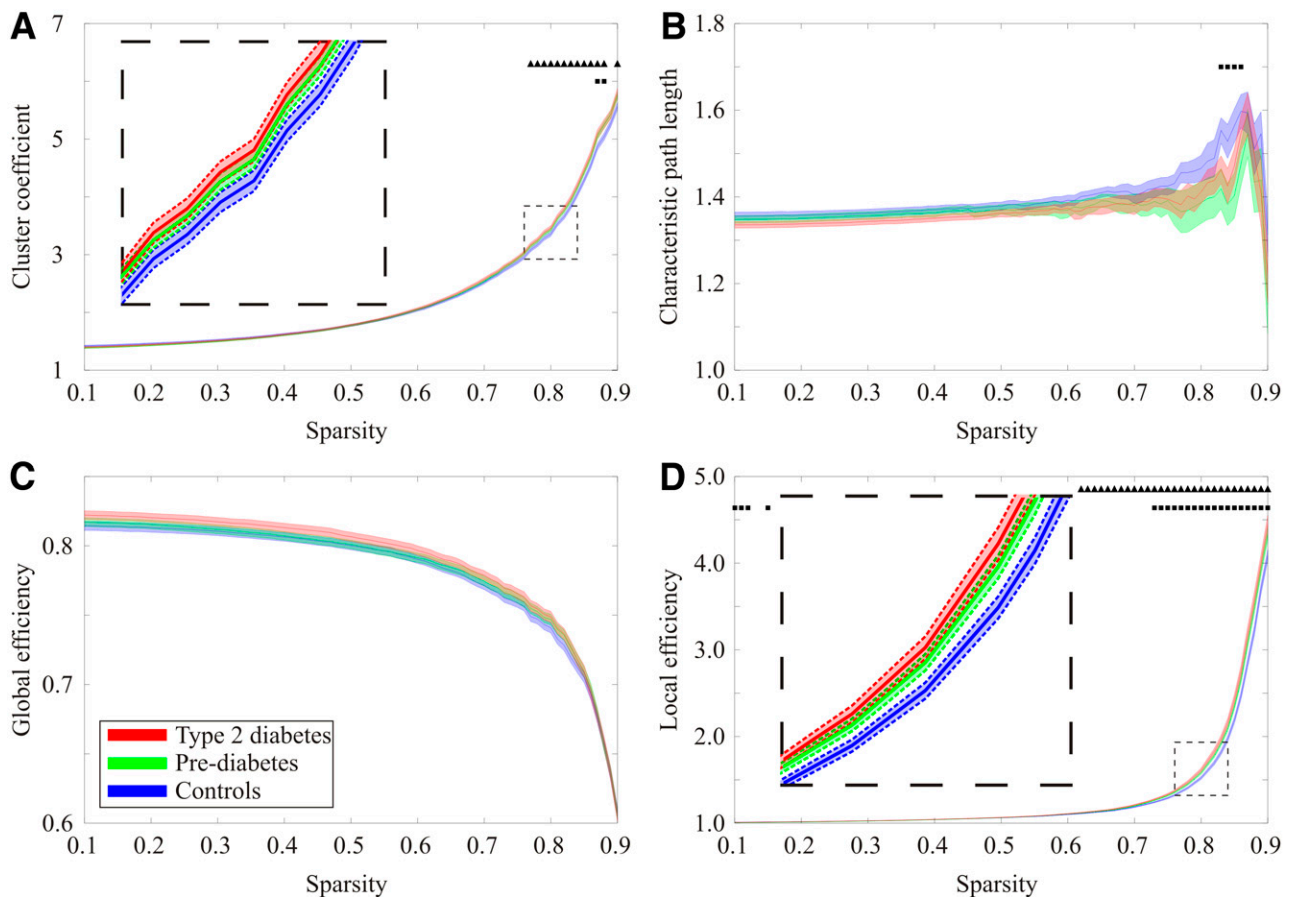 A
7
5
3
1
Cluster coefficient
0.1 0.2 0.3 0.4 0.5 0.6 0.7 0.8 0.9
Sparsity
B
1.8
1.6
1.4
1.2
1.0
Characteristic path length
0.1 0.2 0.3 0.4 0.5 0.6 0.7 0.8 0.9
Sparsity
C
0.8
0.7
0.6
Global efficiency
Type 2 diabetes
Pre-diabetes
Controls
0.1 0.2 0.3 0.4 0.5 0.6 0.7 0.8 0.9
Sparsity
D
5.0
4.0
3.0
2.0
1.0
Local efficiency
0.1 0.2 0.3 0.4 0.5 0.6 0.7 0.8 0.9
Sparsity